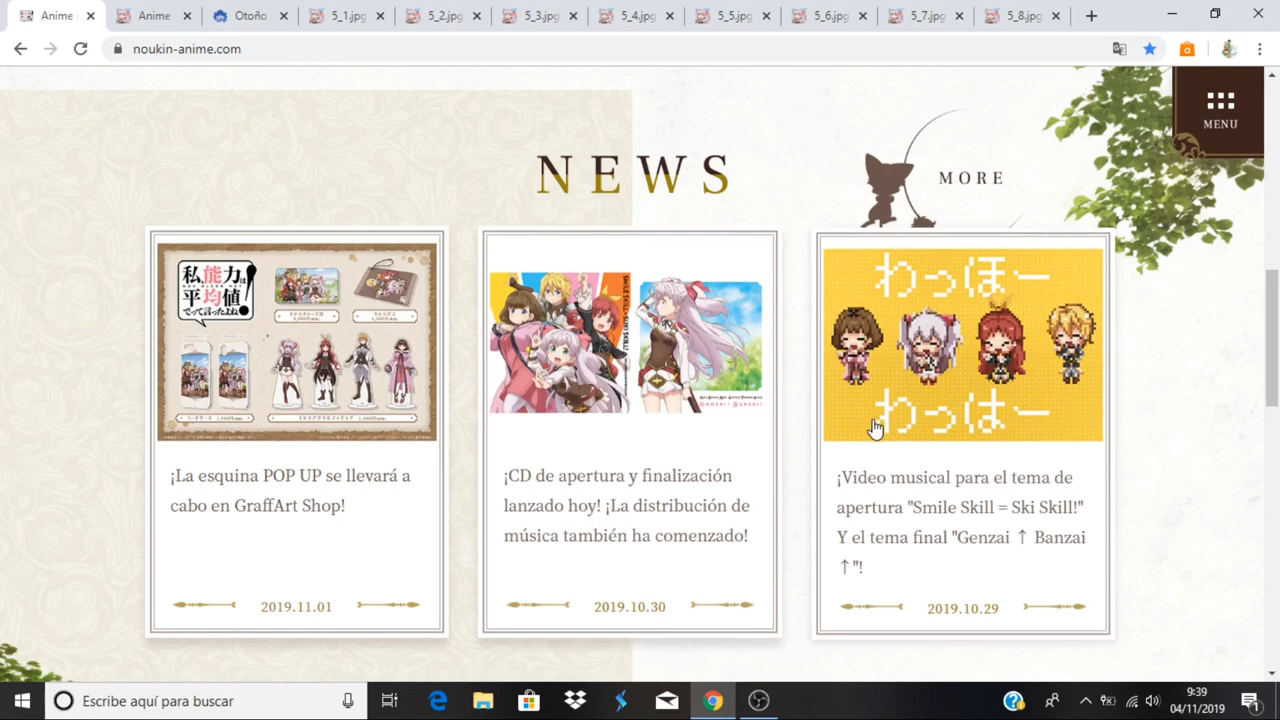 Anime
Anime
Otoño
5_1.jpg
5_2.jpg
5_3.jpg
5_4.jpg
5_5.jpg
5_6.jpg
5_7.jpg
5_8.jpg
noukin-anime.com
MENU
NEWS
MORE
私、能力は
平均値
でって言ったよね!
SMILE SKILL=SUKI SKILL!
わっほー
わっはー
¡La esquina POP UP se llevará a
cabo en GraffArt Shop!
2019.11.01
¡CD de apertura y finalización
lanzado hoy! ¡La distribución de
música también ha comenzado!
2019.10.30
¡Video musical para el tema de
apertura "Smile Skill = Ski Skill!"
Y el tema final "Genzai ↑ Banzai
↑"!
2019.10.29
Escribe aquí para buscar
9:39
04/11/2019